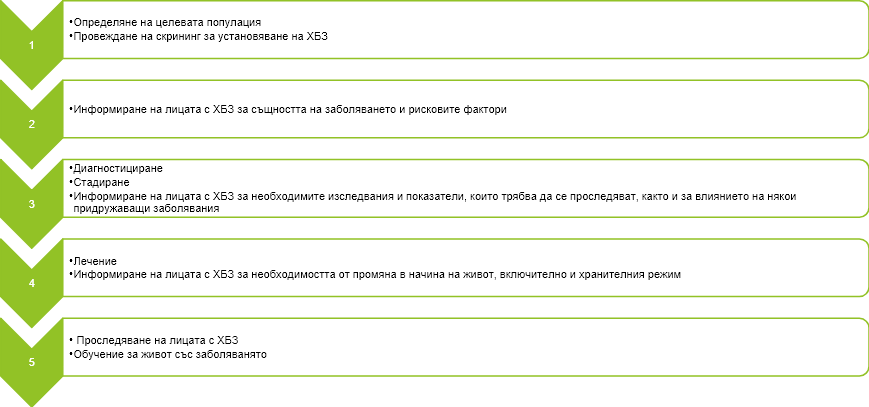 1
•Определяне на целевата популация
•Провеждане на скрининг за установяване на ХБЗ
2
•Информиране на лицата с ХБЗ за същността на заболяването и рисковите фактори
3
•Диагностициране
•Стадиране
•Информиране на лицата с ХБЗ за необходимите изследвания и показатели, които трябва да се проследяват, както и за влиянието на някои
придружаващи заболявания
4
•Лечение
•Информиране на лицата с ХБЗ за необходимостта от промяна в начина на живот, включително и хранителния режим
5
• Проследяване на лицата с ХБЗ
•Обучение за живот със заболяванято